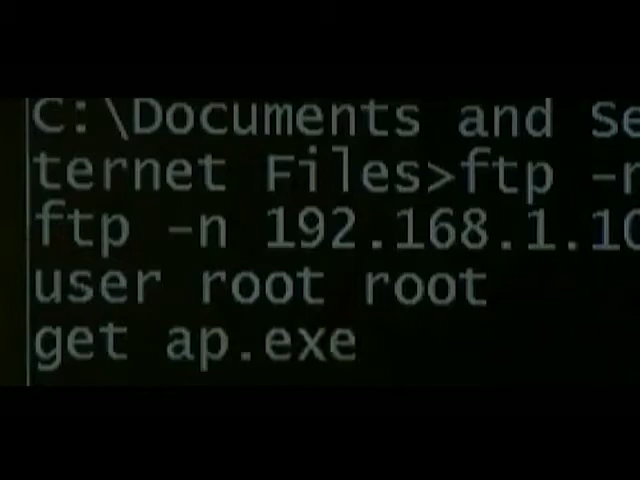 C:\Documents and Se
ternet Files>ftp -n
ftp -n 192.168.1.10
user root root
get ap.exe